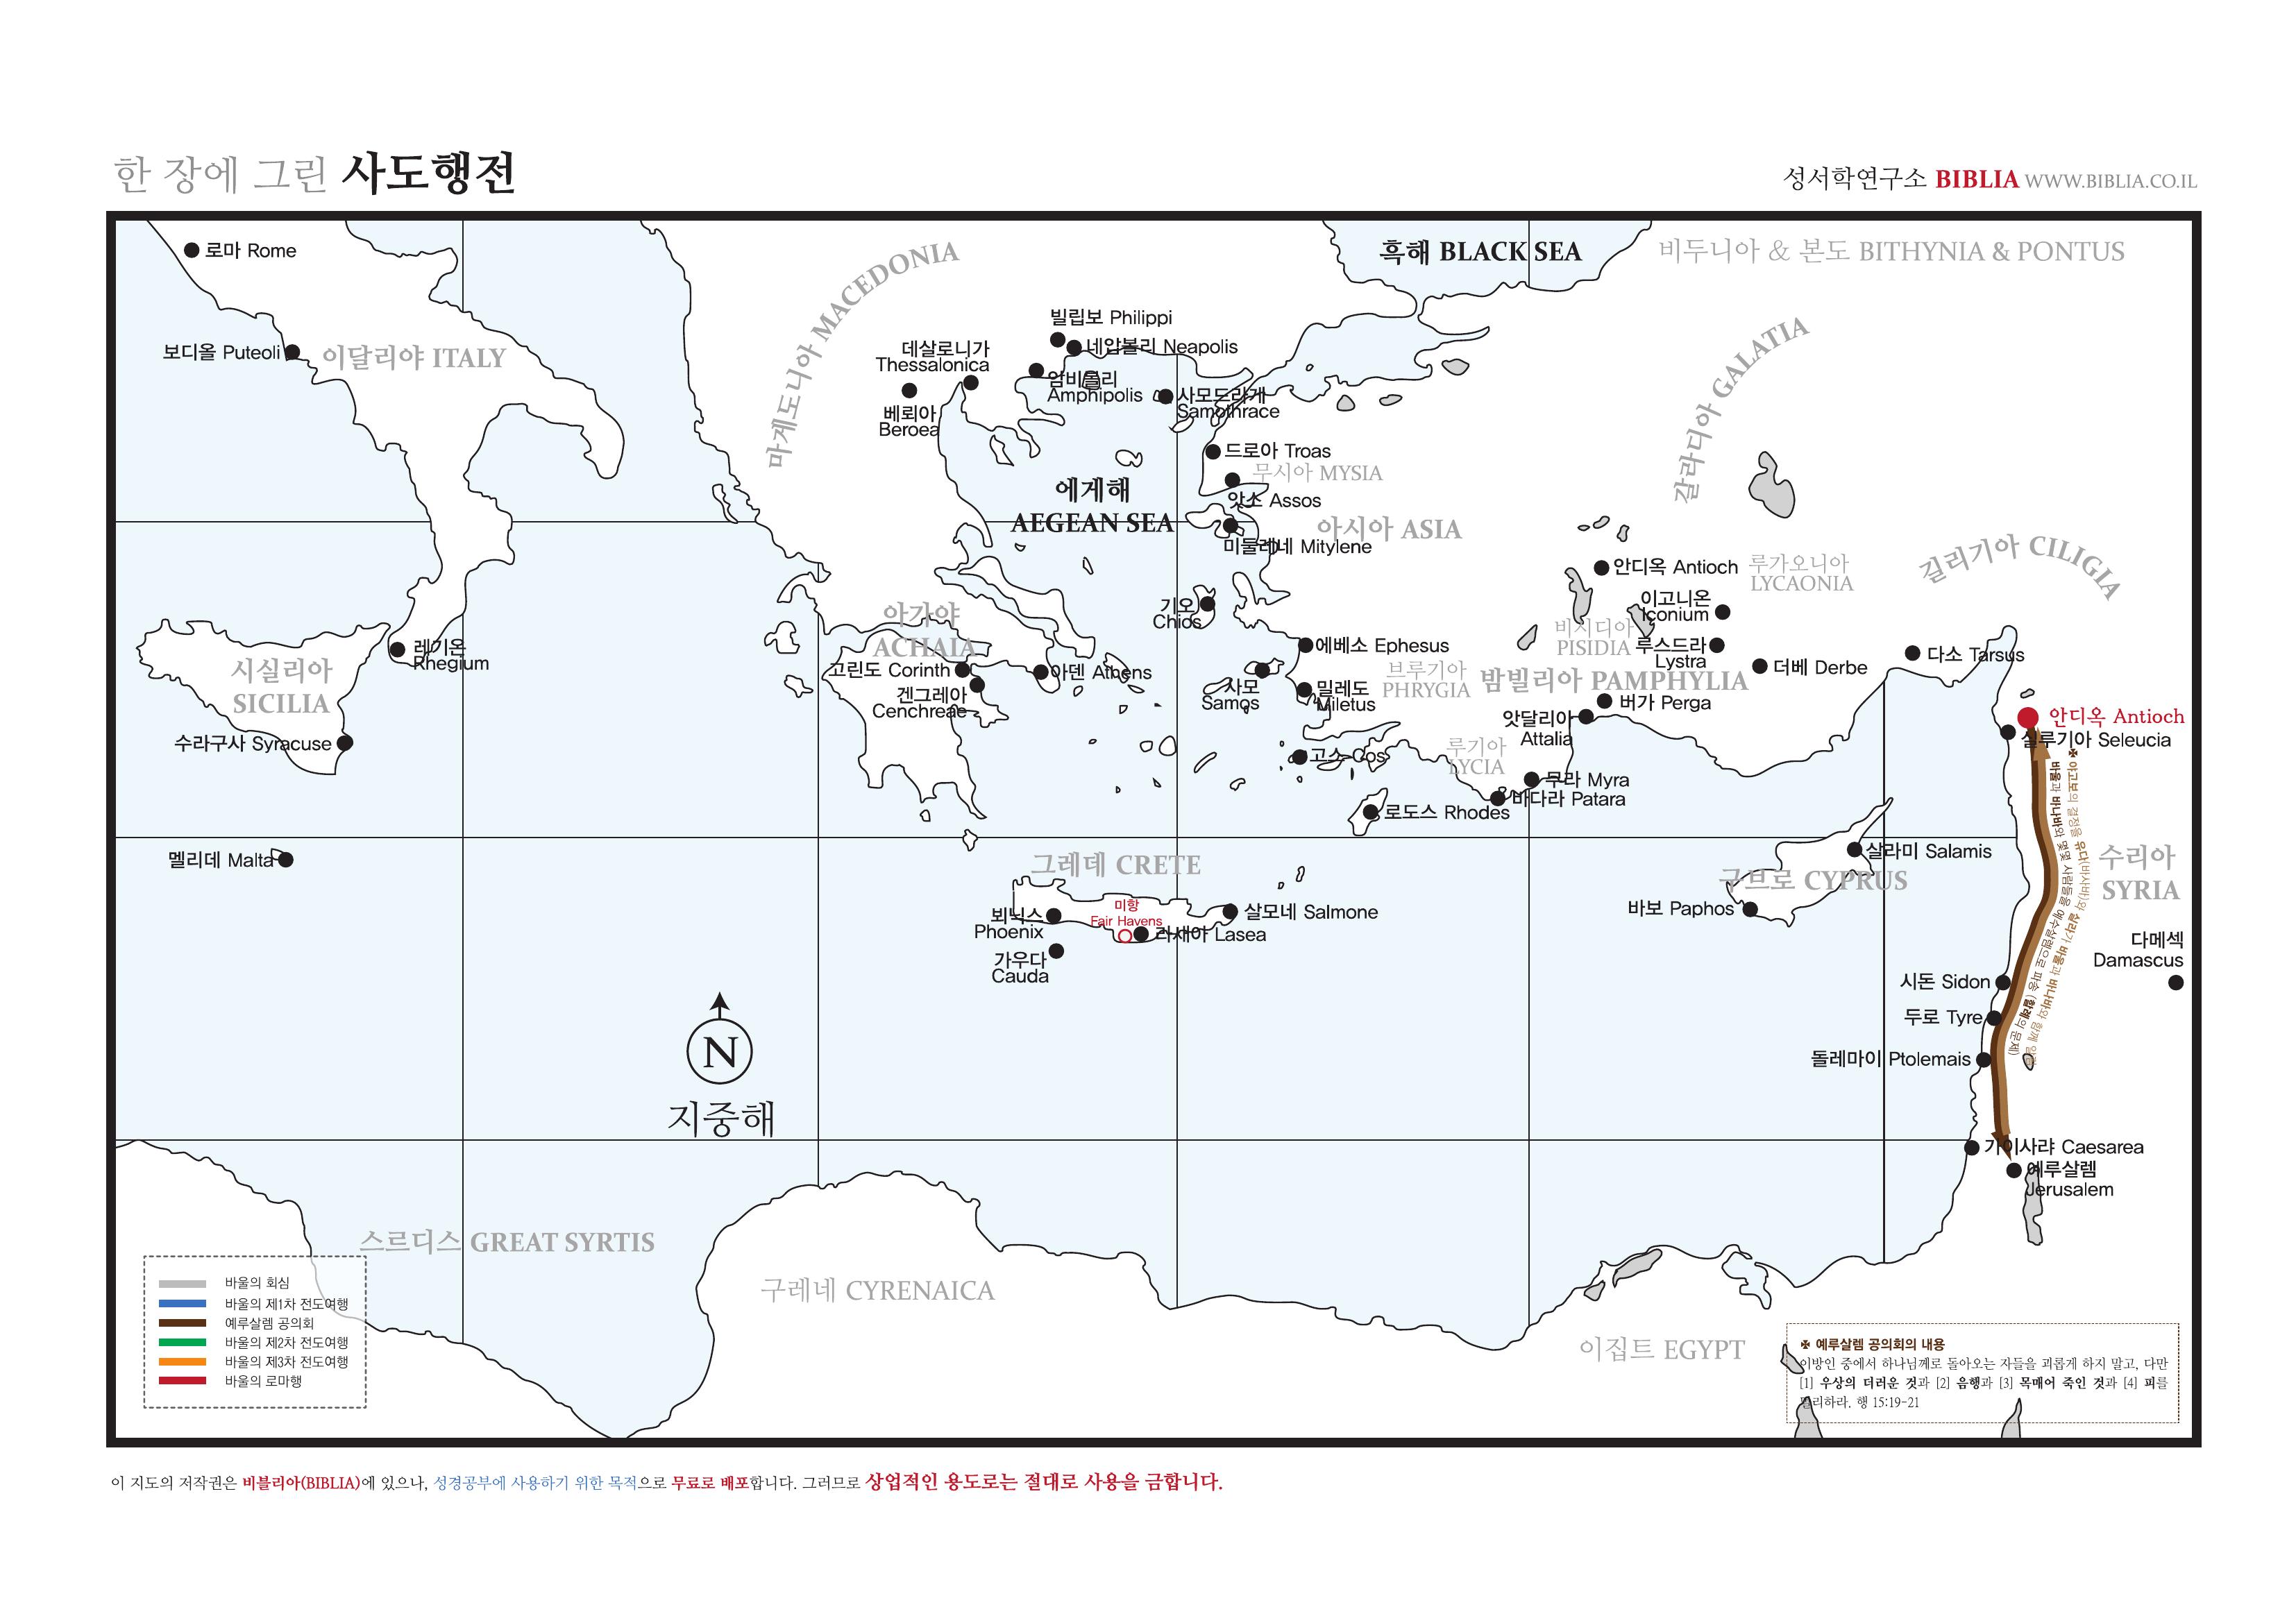 한 장에 그린 사도행전
성서학연구소 BIBLIA WWW.BIBLIA.CO.IL
로마 Rome
보디올 Puteoli
이달리야 ITALY
마게도니아 MACEDONIA
흑해 BLACK SEA
비두니아 & 본도 BITHYNIA & PONTUS
빌립보 Philippi
네압볼리 Neapolis
데살로니가
Thessalonica
암비볼리
Amphipolis
베뢰아
Beroea
사모드라게
Samothrace
갈라디아 GALATIA
드로아 Troas
무시아 MYSIA
에게해
AEGEAN SEA
앗소 Assos
아시아 ASIA
미둘레네 Mitylene
안디옥 Antioch
루가오니아
LYCAONIA
길리기아 CILIGIA
기오
Chios
이고니온
Iconium
아가야
ACHAIA
비시디아
PISIDIA
루스드라
Lystra
시실리아
SICILIA
레기온
Rhegium
고린도 Corinth
아덴 Athens
에베소 Ephesus
브루기아
PHRYGIA
밤빌리아 PAMPHYLIA
더베 Derbe
다소 Tarsus
겐그레아
Cenchreae
사모
Samos
밀레도
Miletus
버가 Perga
앗달리아
Attalia
안디옥 Antioch
실루기아 Seleucia
수라구사 Syracuse
고소 Cos
루기아
LYCIA
무라 Myra
바다라 Patara
로도스 Rhodes
✠ 야고보의 결정을 유다(바사바)와 실라가 바울과 바나바와 함께
바울과 바나바와 몇몇 사람들을 예수살렘으로 파송 (할례의 문제)
멜리데 Malta
그레데 CRETE
살라미 Salamis
구브로 CYPRUS
수리아
SYRIA
바보 Paphos
뵈닉스
Phoenix
미항
Fair Havens
라새아 Lasea
살모네 Salmone
가우다
Cauda
다메섹
Damascus
시돈 Sidon
두로 Tyre
돌레마이 Ptolemais
N
지중해
가이사랴 Caesarea
예루살렘
Jerusalem
스르디스 GREAT SYRTIS
구레네 CYRENAICA
이집트 EGYPT
바울의 회심
바울의 제1차 전도여행
예루살렘 공의회
바울의 제2차 전도여행
바울의 제3차 전도여행
바울의 로마행
✠ 예루살렘 공의회의 내용
이방인 중에서 하나님께로 돌아오는 자들을 괴롭게 하지 말고, 다만
[1] 우상의 더러운 것과 [2] 음행과 [3] 목매어 죽인 것과 [4] 피를
멀리하라. 행 15:19-21
이 지도의 저작권은 비블리아(BIBLIA)에 있으나, 성경공부에 사용하기 위한 목적으로 무료로 배포합니다. 그러므로 상업적인 용도로는 절대로 사용을 금합니다.